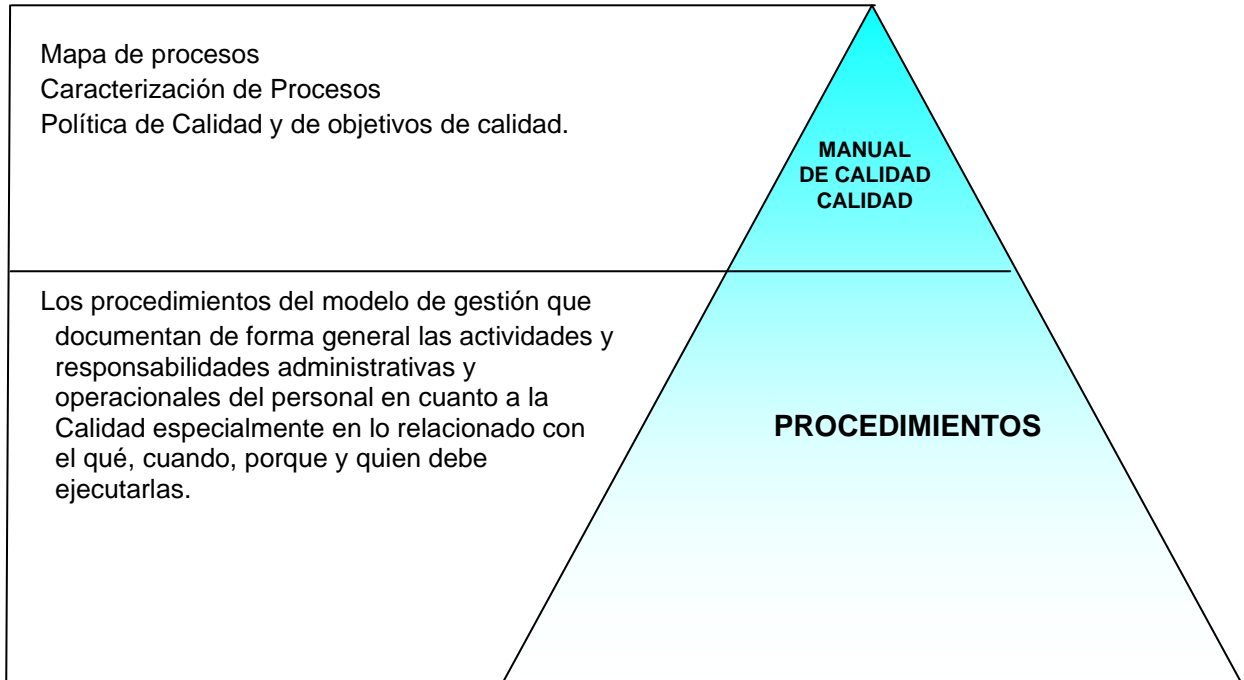 Mapa de procesos
Caracterización de Procesos
Política de Calidad y de objetivos de calidad.
MANUAL
DE CALIDAD
CALIDAD
Los procedimientos del modelo de gestión que
documentan de forma general las actividades y
responsabilidades administrativas y
operacionales del personal en cuanto a la
Calidad especialmente en lo relacionado con
el qué, cuando, porque y quien debe
ejecutarlas.
PROCEDIMIENTOS